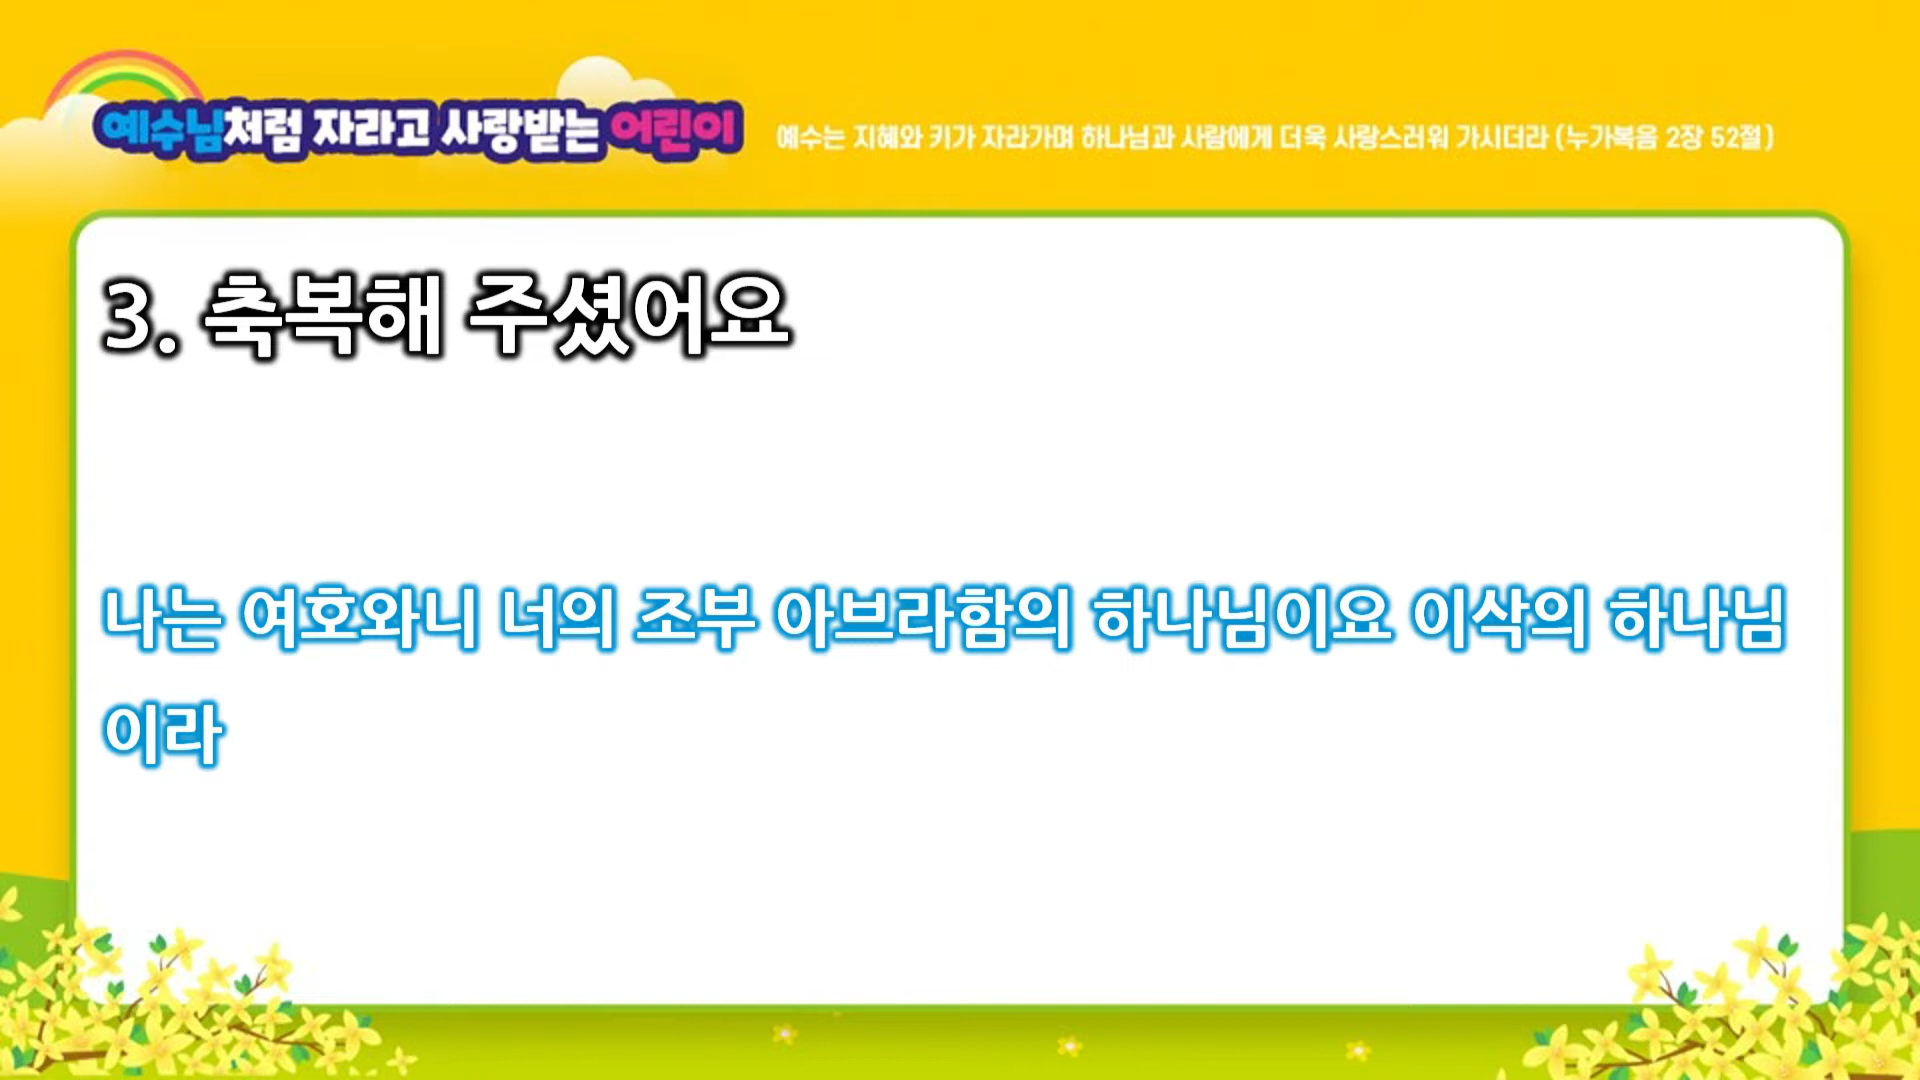 예수님처럼 자라고 사랑받는 어린이
예수는 지혜와 키가 자라가며 하나님과 사람에게 더욱 사랑스러워 가시더라 (누가복음 2장 52절)
3. 축복해 주셨어요
나는 여호와니 너의 조부 아브라함의 하나님이요 이삭의 하나님
이라